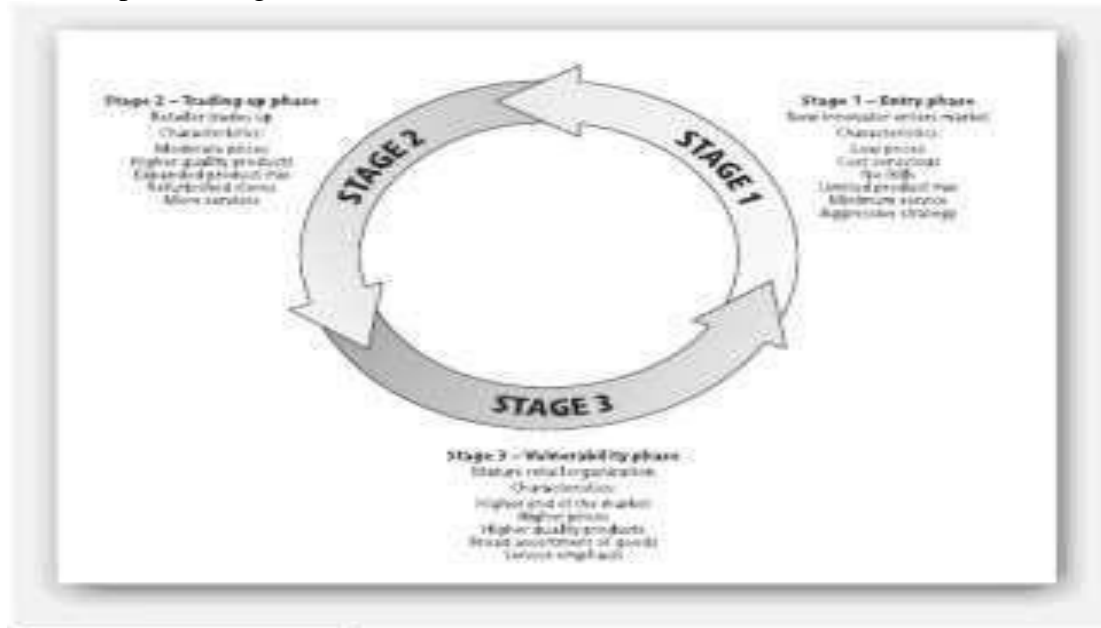 Stage 2 – Trading up phase
Retailer trades up
Characteristics:
Moderate prices
Higher quality products
Expanded product mix
Refurbished stores
More services
STAGE 2
Stage 1 – Entry phase
New innovator enters market
Characteristics:
Low prices
Cost conscious
Limited product mix
Minimum service
Aggressive strategy
STAGE 1
STAGE 3
Stage 3 – Vulnerability phase
Mature retail organization
Characteristics:
Higher end of the market
Higher prices
Higher quality products
Broad assortment of goods
Service emphasis